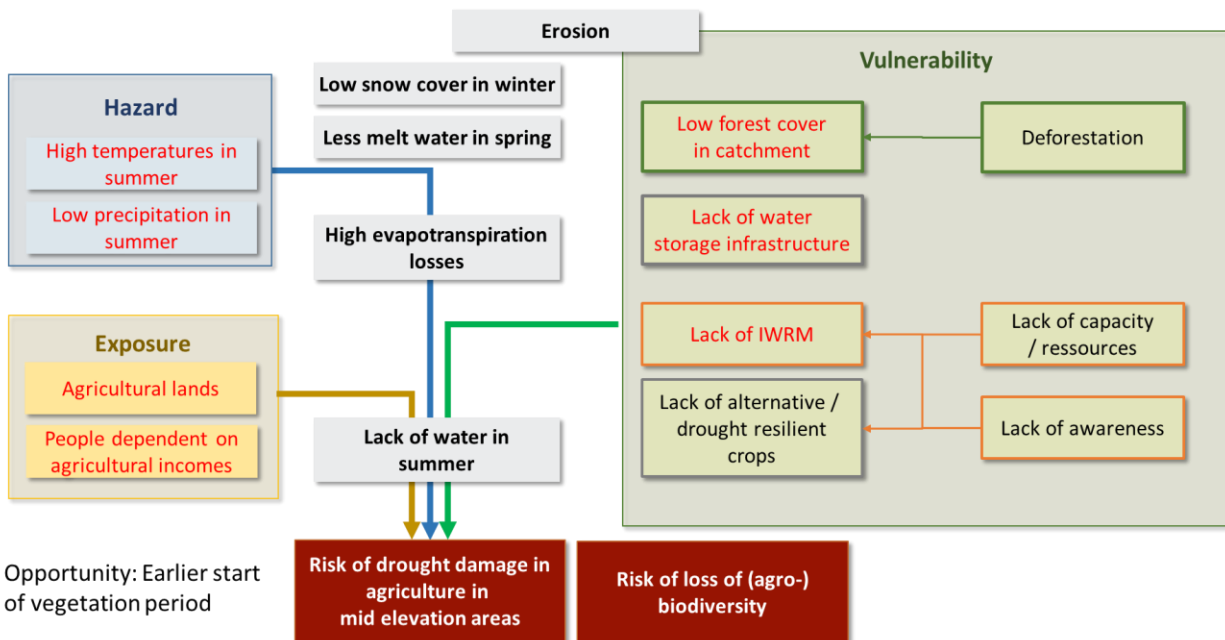 Erosion
Hazard
High temperatures in
summer
Low precipitation in
summer
Low snow cover in winter
Less melt water in spring
High evapotranspiration
losses
Vulnerability
Low forest cover
in catchment
Deforestation
Lack of water
storage infrastructure
Lack of IWRM
Lack of capacity
/ ressources
Lack of alternative /
drought resilient
crops
Lack of awareness
Exposure
Agricultural lands
People dependent on
agricultural incomes
Lack of water in
summer
Opportunity: Earlier start
of vegetation period
Risk of drought damage in
agriculture in
mid elevation areas
Risk of loss of (agro-)
biodiversity